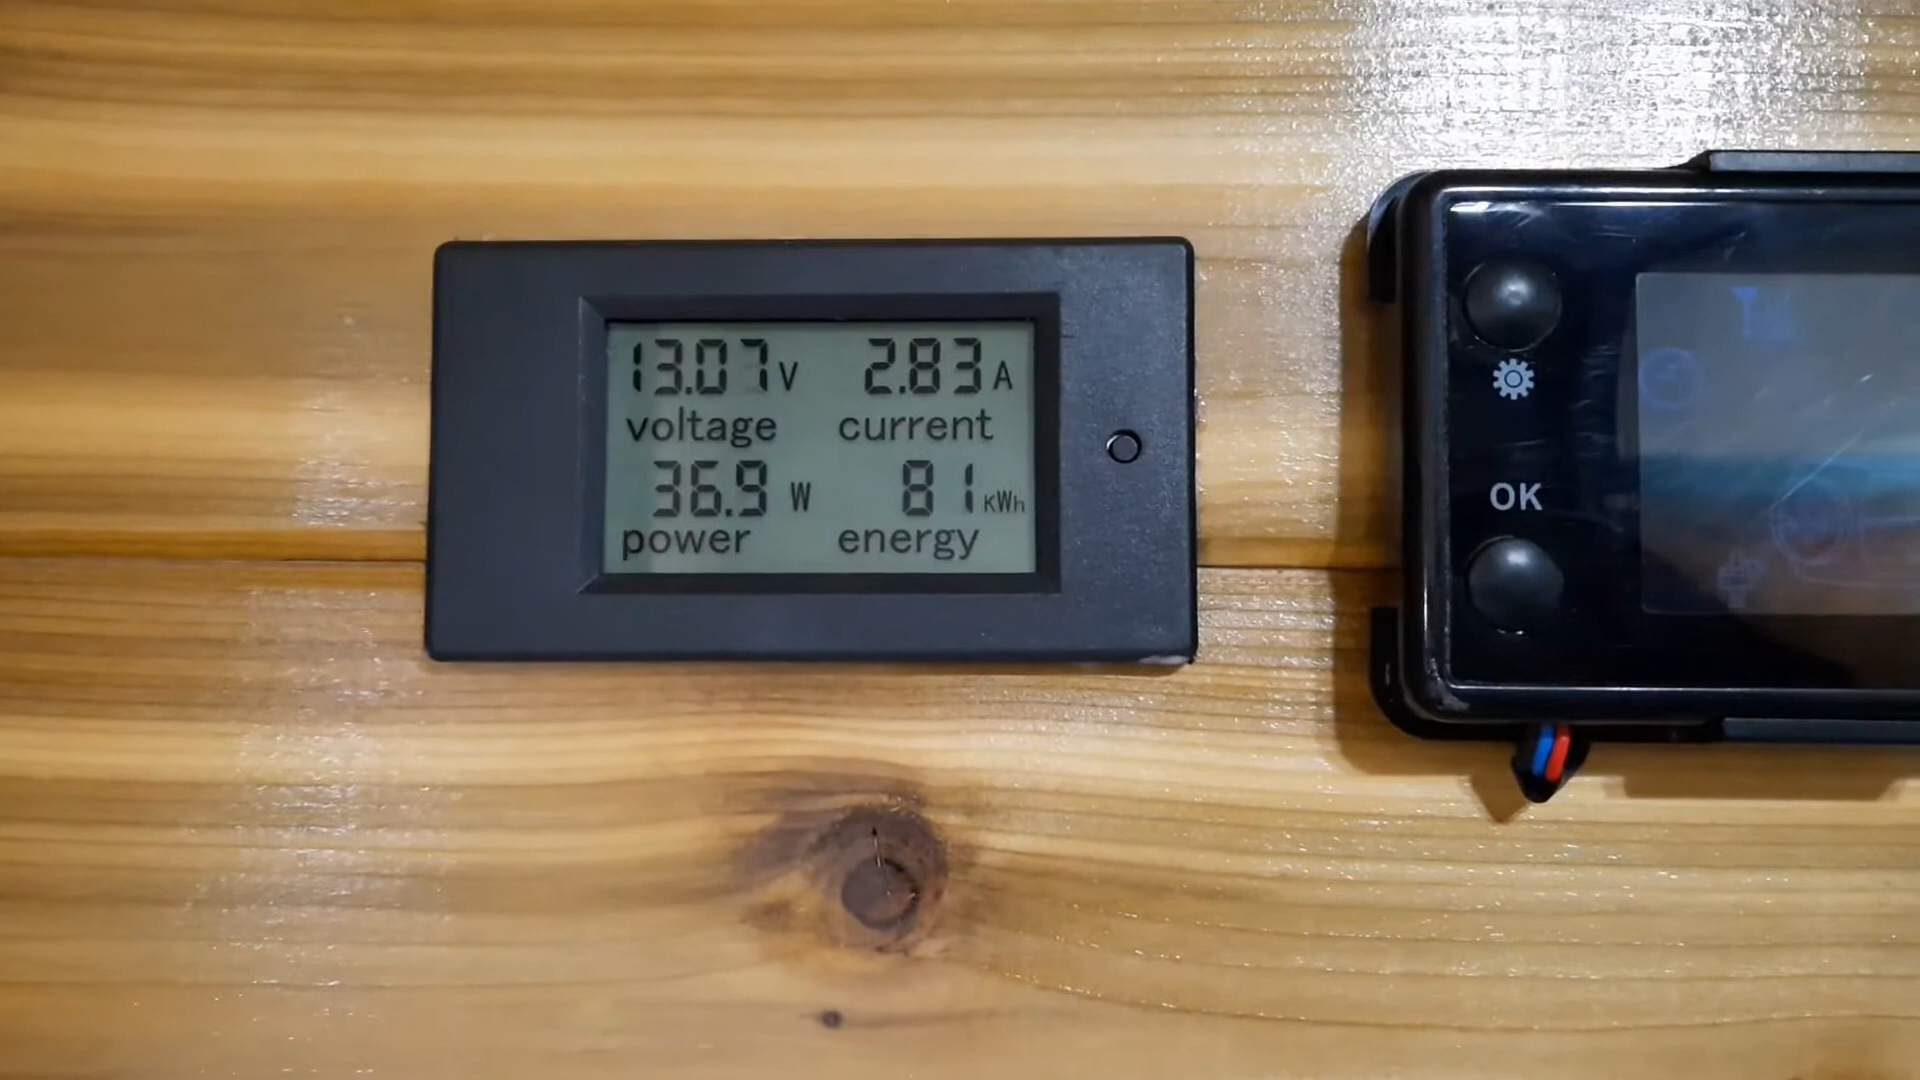 13.07 V 2.83 A
voltage current
36.9 W 81 KWh
power energy
OK